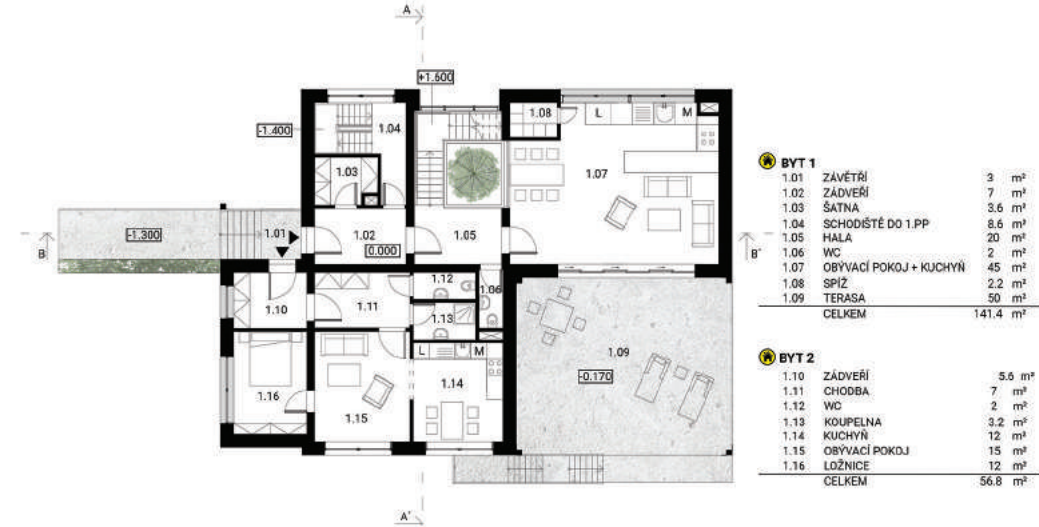 A
+1.600
-1.400
1.04
1.08
L
M
1.03
1.07
-1.300
1.01
1.02
0.000
1.05
B
B'
1.12
1.06
1.10
1.11
1.13
L
M
1.09
-0.170
1.16
1.15
1.14
A'
BYT 1
1.01 ZÁVĚTŘÍ 3 m²
1.02 ZÁDVEŘÍ 7 m²
1.03 ŠATNA 3.6 m²
1.04 SCHODIŠTĚ DO 1.PP 8.6 m²
1.05 HALA 20 m²
1.06 WC 2 m²
1.07 OBÝVACÍ POKOJ + KUCHYŇ 45 m²
1.08 SPÍŽ 2.2 m²
1.09 TERASA 50 m²
CELKEM 141.4 m²
BYT 2
1.10 ZÁDVEŘÍ 5.6 m²
1.11 CHODBA 7 m²
1.12 WC 2 m²
1.13 KOUPELNA 3.2 m²
1.14 KUCHYŇ 12 m²
1.15 OBÝVACÍ POKOJ 15 m²
1.16 LOŽNICE 12 m²
CELKEM 56.8 m²